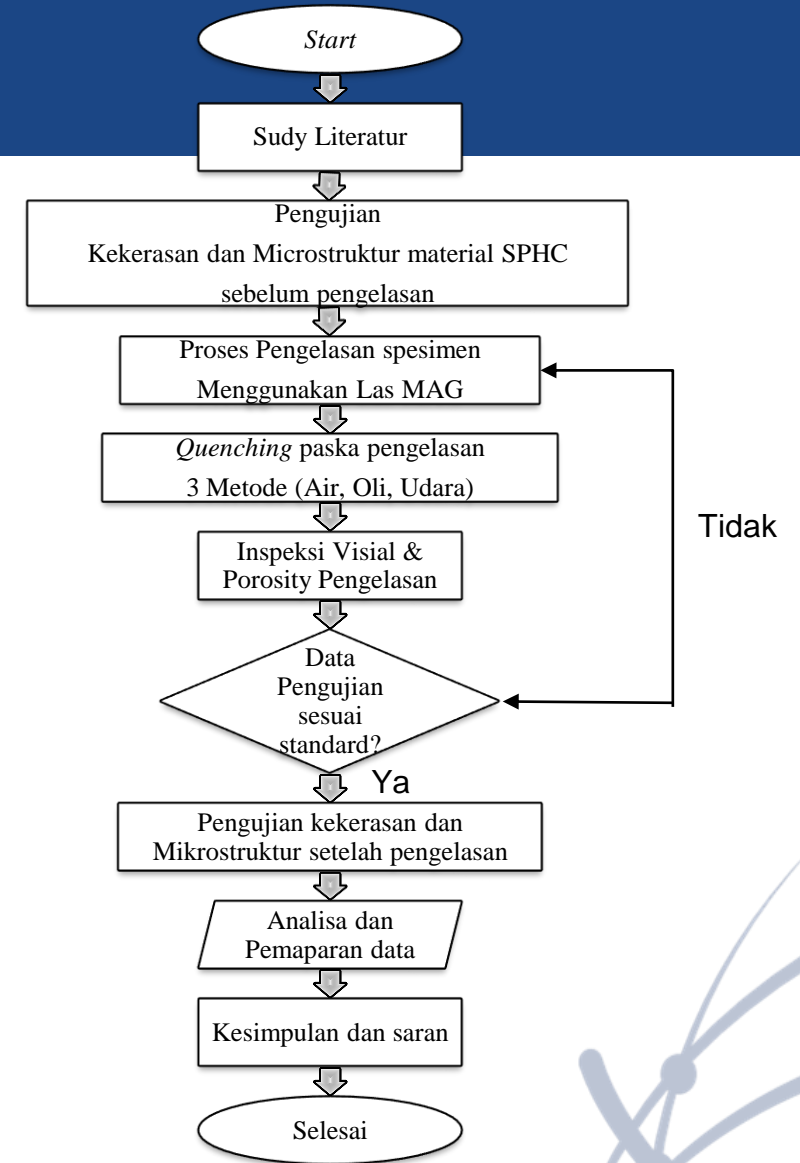 Start
Sudy Literatur
Pengujian
Kekerasan dan Microstruktur material SPHC
sebelum pengelasan
Proses Pengelasan spesimen
Menggunakan Las MAG
Quenching paska pengelasan
3 Metode (Air, Oli, Udara)
Inspeksi Visial &
Porosity Pengelasan
Tidak
Data
Pengujian
sesuai
standard?
Ya
Pengujian kekerasan dan
Mikrostruktur setelah pengelasan
Analisa dan
Pemaparan data
Kesimpulan dan saran
Selesai